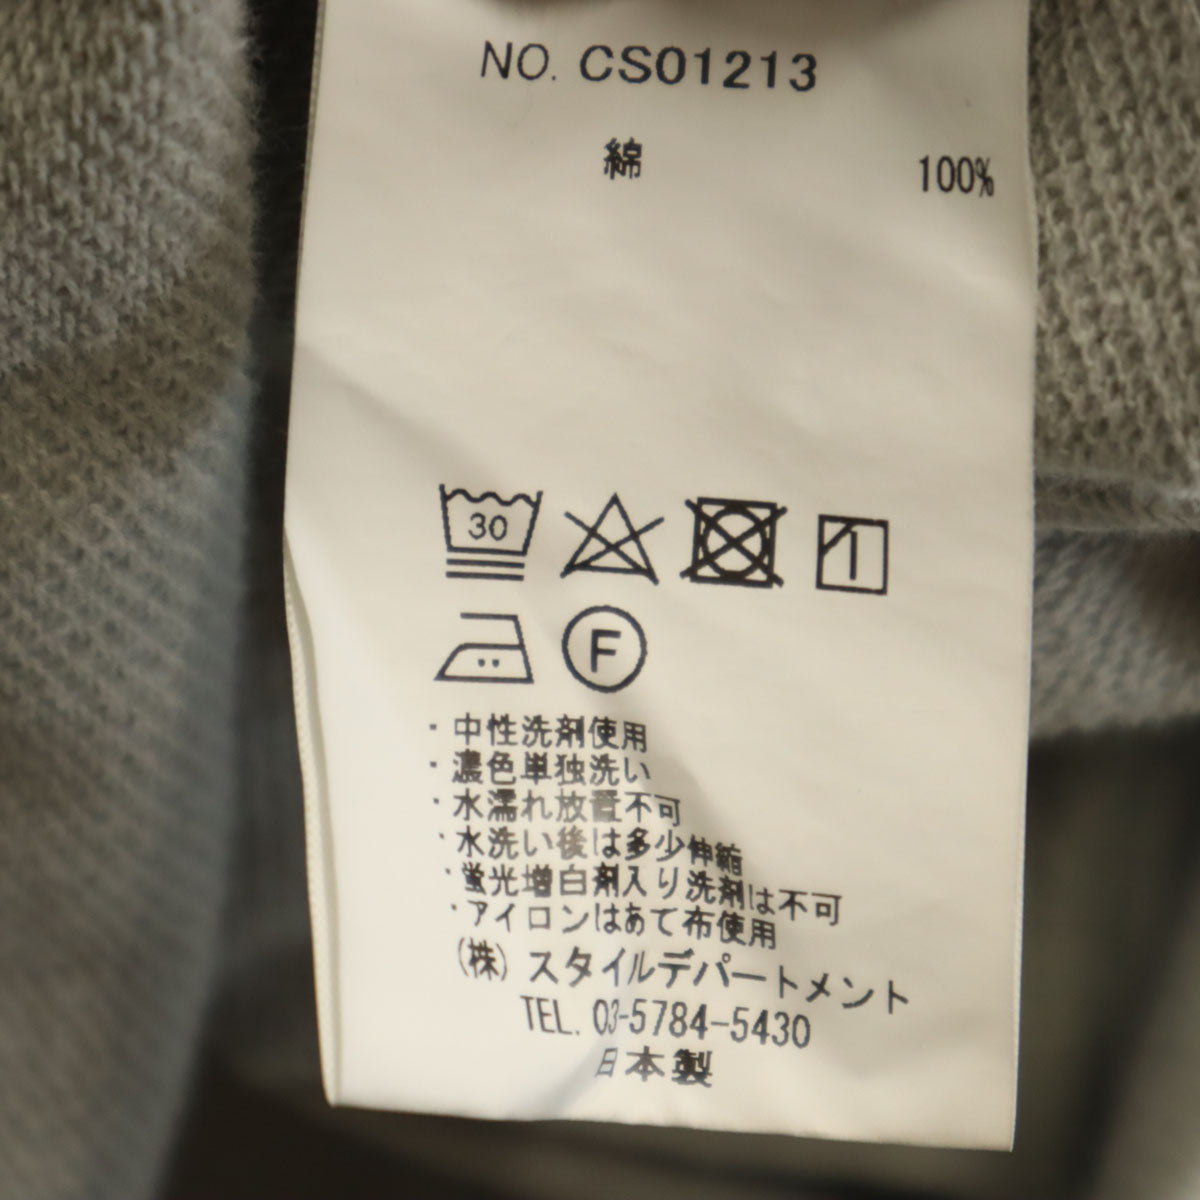 NO. CS01213
綿 100%
30
F
・中性洗剤使用
・濃色単独洗い
・水濡れ放置不可
・水洗い後は多少伸縮
・蛍光増白剤入り洗剤は不可
・アイロンはあて布使用
(株) スタイルデパートメント
TEL. 03-5784-5430
日本製